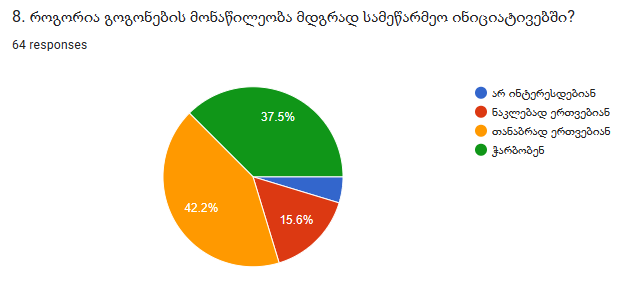 8. როგორია გოგონების მონაწილეობა მდგრად სამეწარმეო ინიციატივებში?
64 responses
37.5%
42.2%
15.6%
არ ინტერესდებიან
ნაკლებად ერთვებიან
თანაბრად ერთვებიან
ჭარბობენ